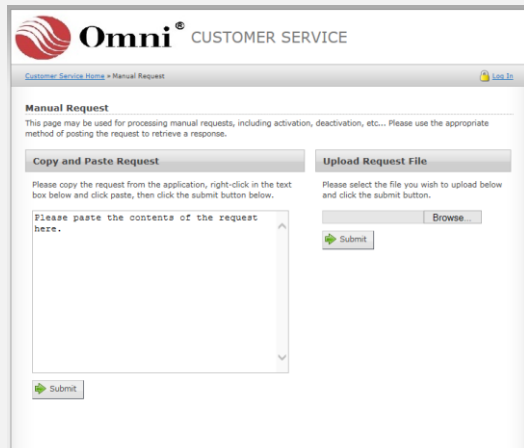 Omni® CUSTOMER SERVICE
Customer Service Home » Manual Request
Log In
Manual Request
This page may be used for processing manual requests, including activation, deactivation, etc... Please use the appropriate
method of posting the request to retrieve a response.
Copy and Paste Request
Please copy the request from the application, right-click in the text
box below and click paste, then click the submit button below.
Please paste the contents of the request
here.
Submit
Upload Request File
Please select the file you wish to upload below
and click the submit button.
Browse...
Submit